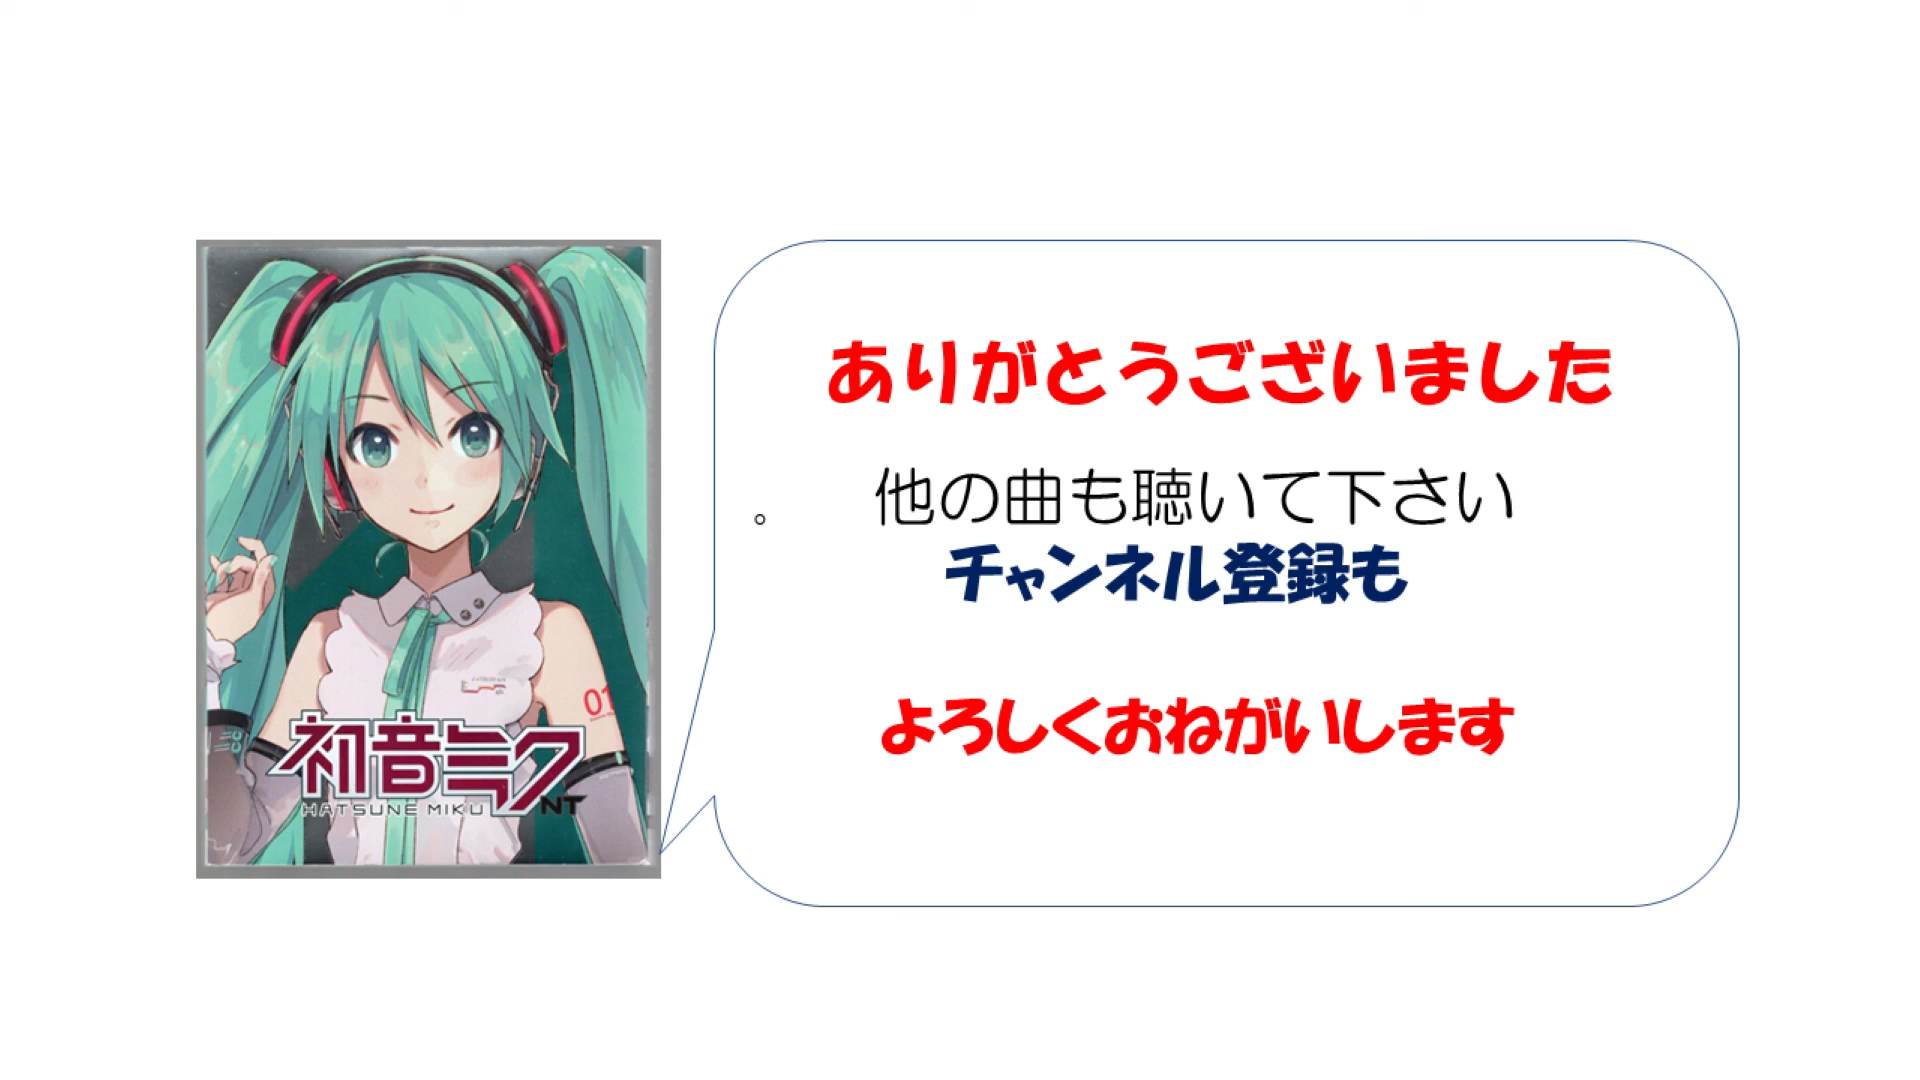 ありがとうございました
他の曲も聴いて下さい
。
チャンネル登録も
よろしくおねがいします
01
初音ミク
HATSUNE MIKU NT